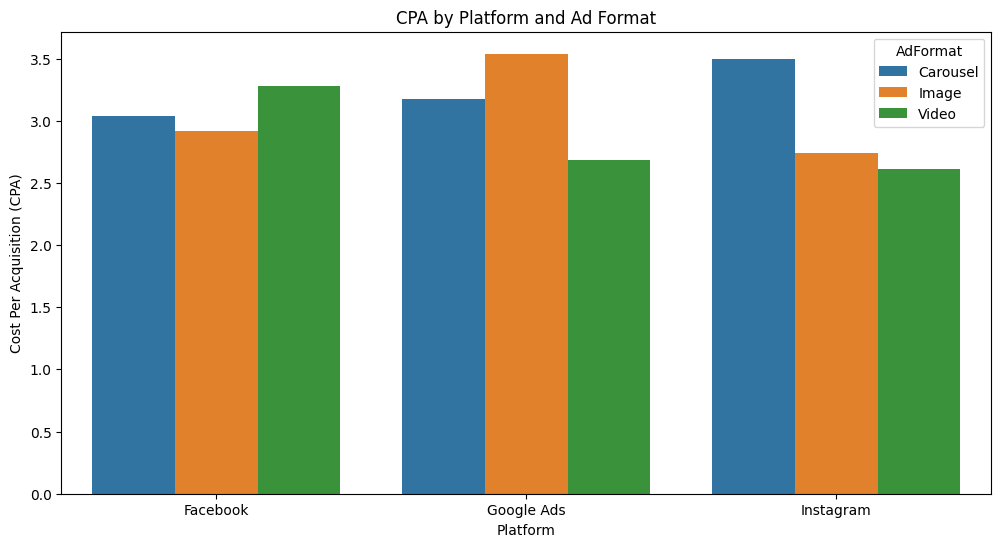 CPA by Platform and Ad Format
AdFormat
Carousel
Image
Video
Cost Per Acquisition (CPA)
3.5
3.0
2.5
2.0
1.5
1.0
0.5
0.0
Facebook
Google Ads
Instagram
Platform